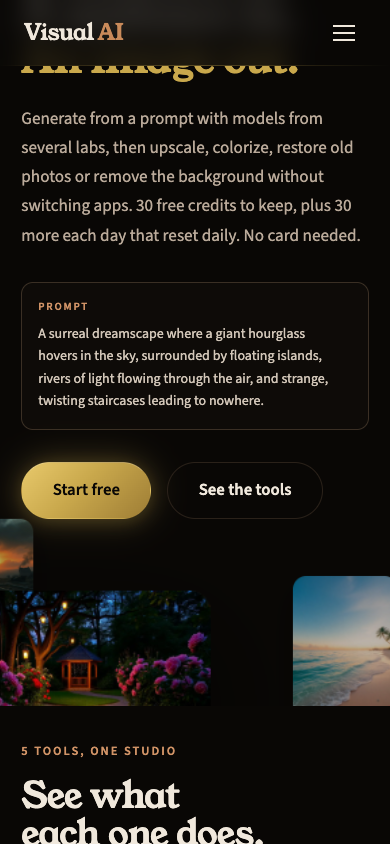 Visual AI
An image out.
Generate from a prompt with models from
several labs, then upscale, colorize, restore old
photos or remove the background without
switching apps. 30 free credits to keep, plus 30
more each day that reset daily. No card needed.
PROMPT
A surreal dreamscape where a giant hourglass
hovers in the sky, surrounded by floating islands,
rivers of light flowing through the air, and strange,
twisting staircases leading to nowhere.
Start free
See the tools
5 TOOLS, ONE STUDIO
See what
each one does.